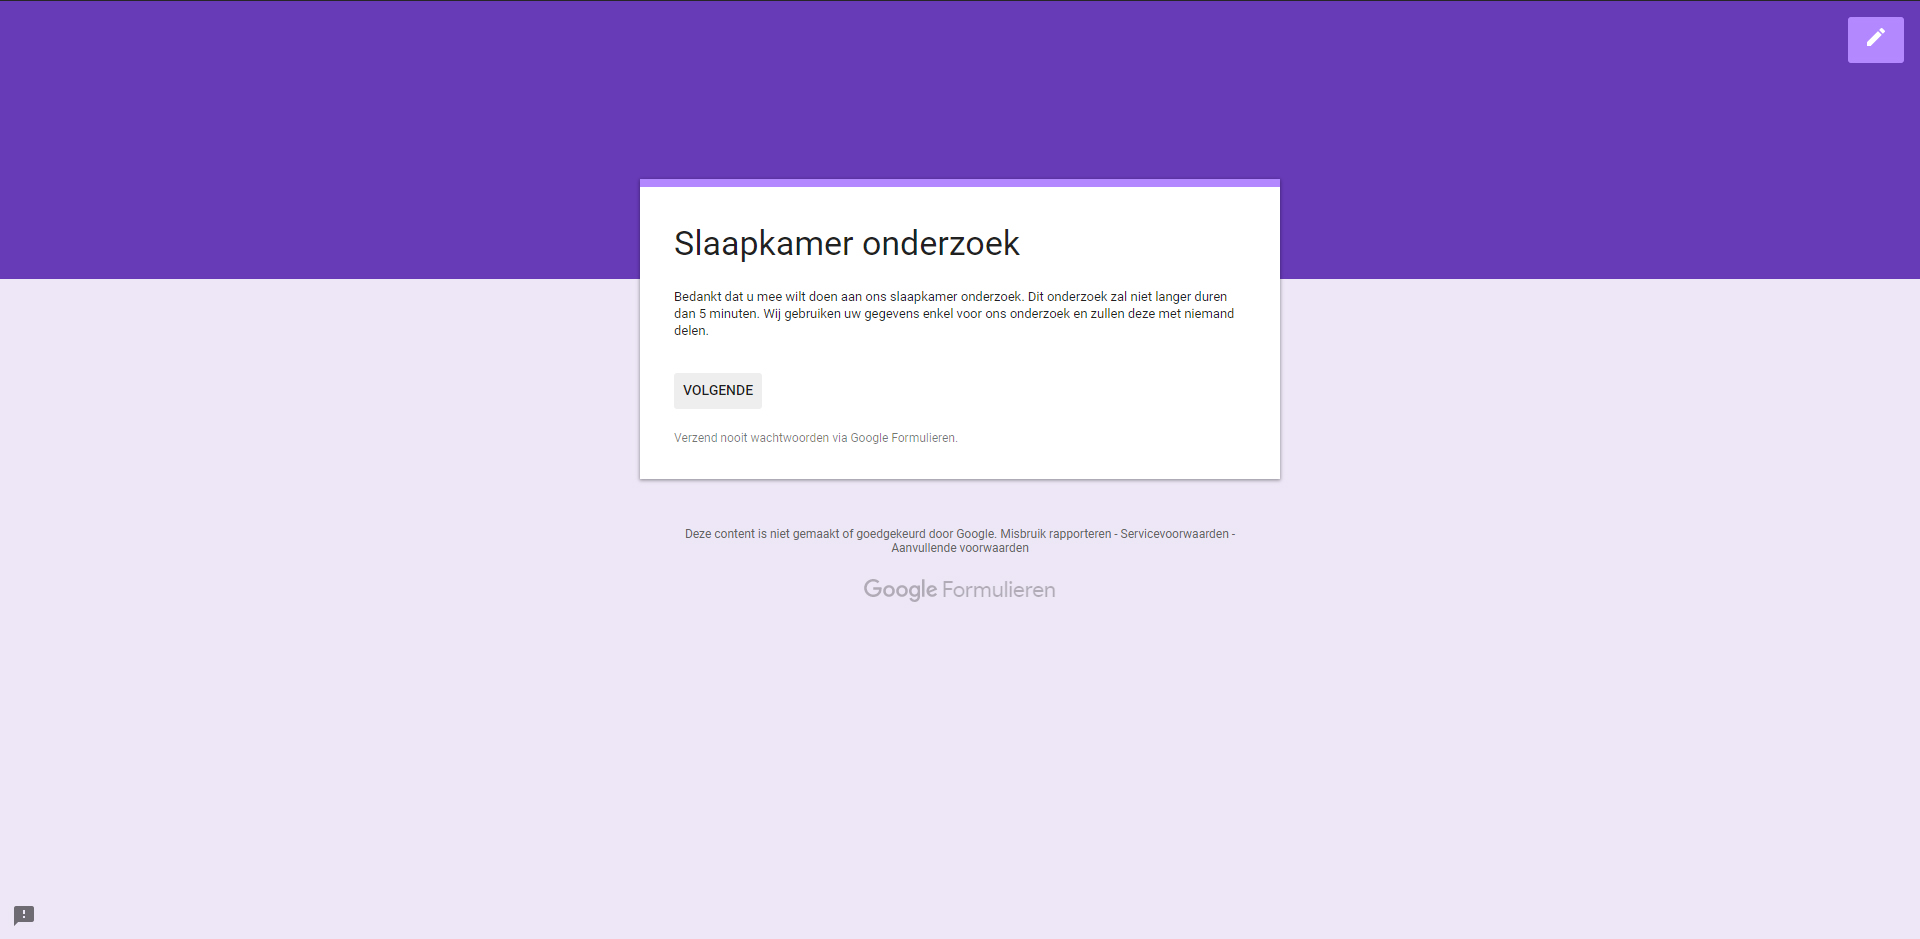 Slaapkamer onderzoek
Bedankt dat u mee wilt doen aan ons slaapkamer onderzoek. Dit onderzoek zal niet langer duren
dan 5 minuten. Wij gebruiken uw gegevens enkel voor ons onderzoek en zullen deze met niemand
delen.
VOLGENDE
Verzend nooit wachtwoorden via Google Formulieren.
Deze content is niet gemaakt of goedgekeurd door Google. Misbruik rapporteren - Servicevoorwaarden -
Aanvullende voorwaarden
Google Formulieren